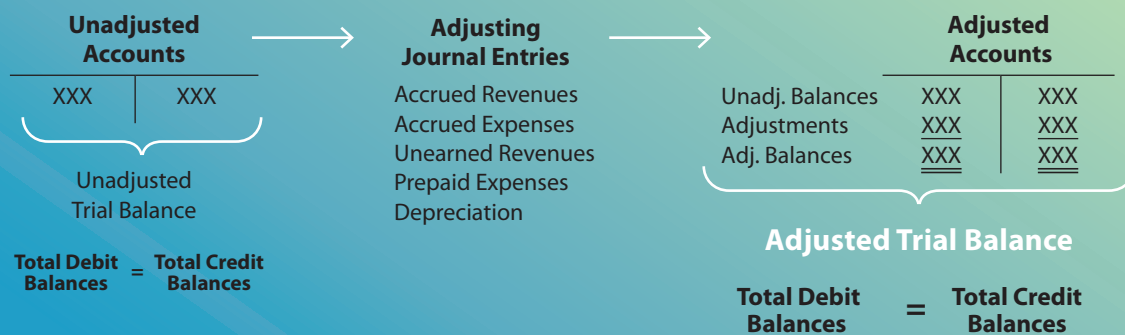 Unadjusted
Accounts
XXX XXX
Unadjusted
Trial Balance
Total Debit = Total Credit
Balances Balances
Adjusting
Journal Entries
Accrued Revenues
Accrued Expenses
Unearned Revenues
Prepaid Expenses
Depreciation
Adjusted
Accounts
Unadj. Balances XXX XXX
Adjustments XXX XXX
Adj. Balances XXX XXX
Adjusted Trial Balance
Total Debit = Total Credit
Balances Balances